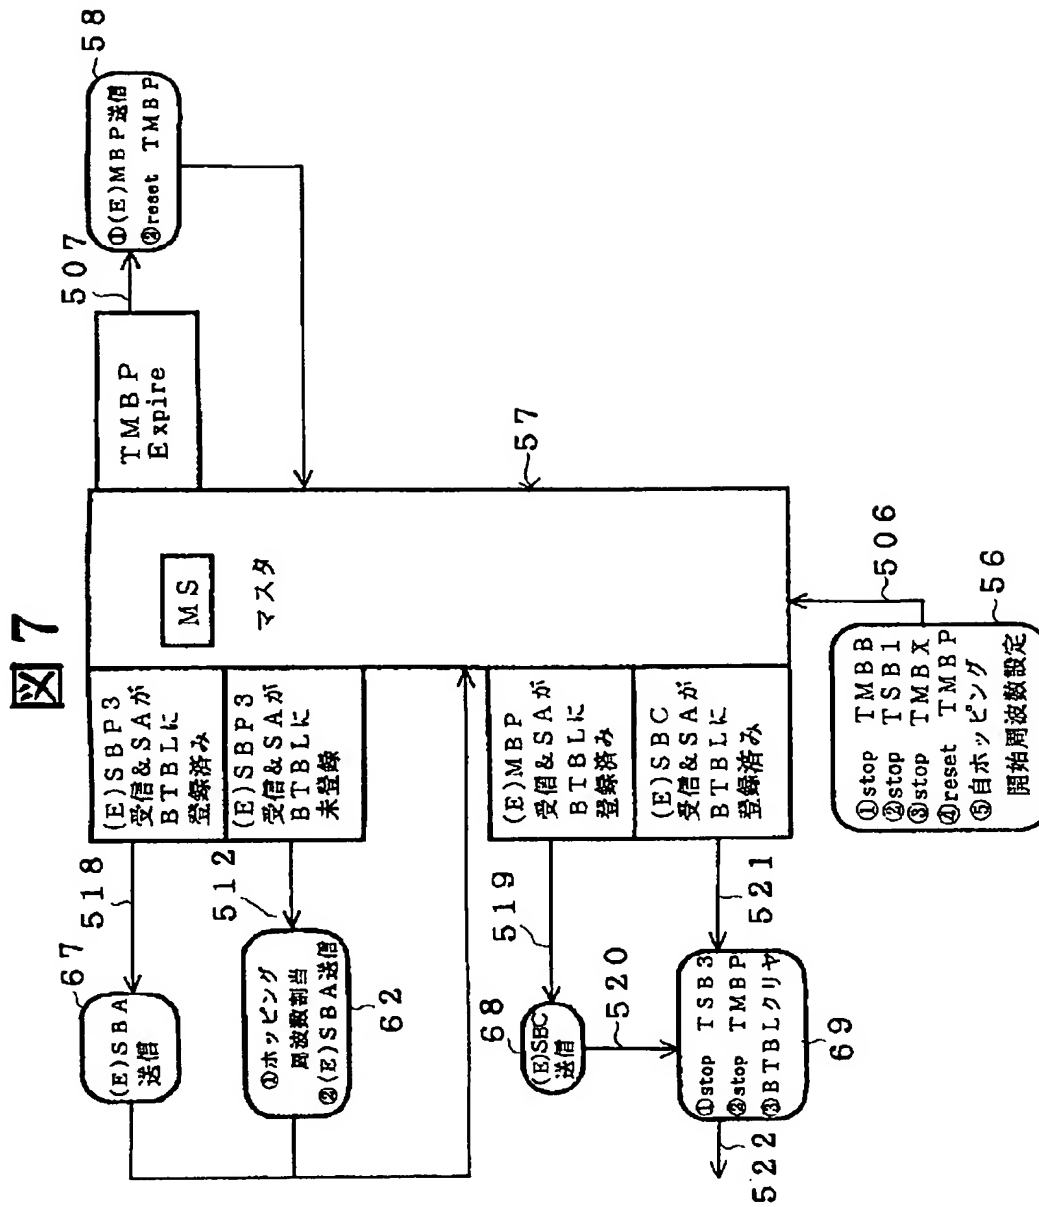 図7
58
①(E)MBP送信
②reset TMBP
507
TMBP
Expire
57
MS
マスタ
506
56
①stop TMBB
②stop TSB1
③stop TMBX
④reset TMBP
⑤自ホッピング
開始周波数設定
(E)SBP3
受信&SAが
BTBLに
登録済み
(E)SBP3
受信&SAが
BTBLに
未登録
(E)MBP
受信&SAが
BTBLに
登録済み
(E)SBC
受信&SAが
BTBLに
登録済み
518
512
519
521
67
(E)SBA
送信
①ホッピング
周波数割当
②(E)SBA送信
62
68
(E)SBC
送信
520
①stop TSB3
②stop TMBP
③BTBLクリヤ
69
522